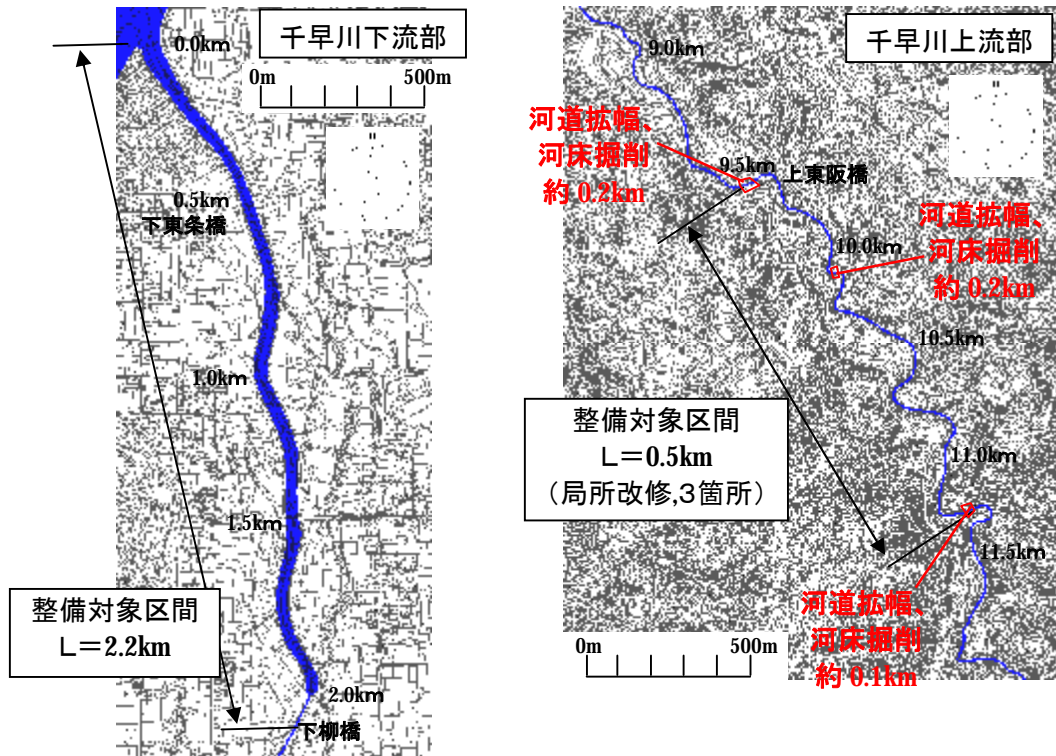 千早川下流部
0m 500m
0.0km
0.5km
下東条橋
1.0km
1.5km
整備対象区間
L=2.2km
2.0km
下柳橋
千早川上流部
9.0km
河道拡幅、
河床掘削
約0.2km
9.5km
上東阪橋
10.0km
河道拡幅、
河床掘削
約0.2km
10.5km
整備対象区間
L=0.5km
(局所改修,3箇所)
11.0km
11.5km
河道拡幅、
河床掘削
約0.1km
0m 500m